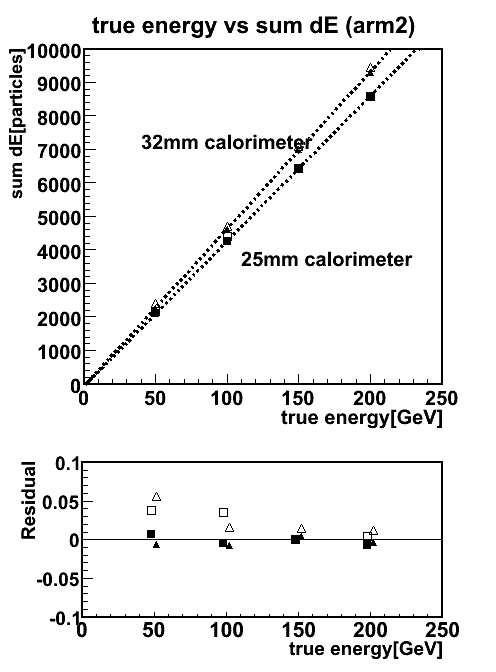 true energy vs sum dE (arm2)
sum dE[particles]
10000
9000
8000
7000
6000
5000
4000
3000
2000
1000
0
32mm calorimeter
25mm calorimeter
0 50 100 150 200 250
true energy[GeV]
Residual
0.1
0.05
0
-0.05
-0.1
0 50 100 150 200 250
true energy[GeV]